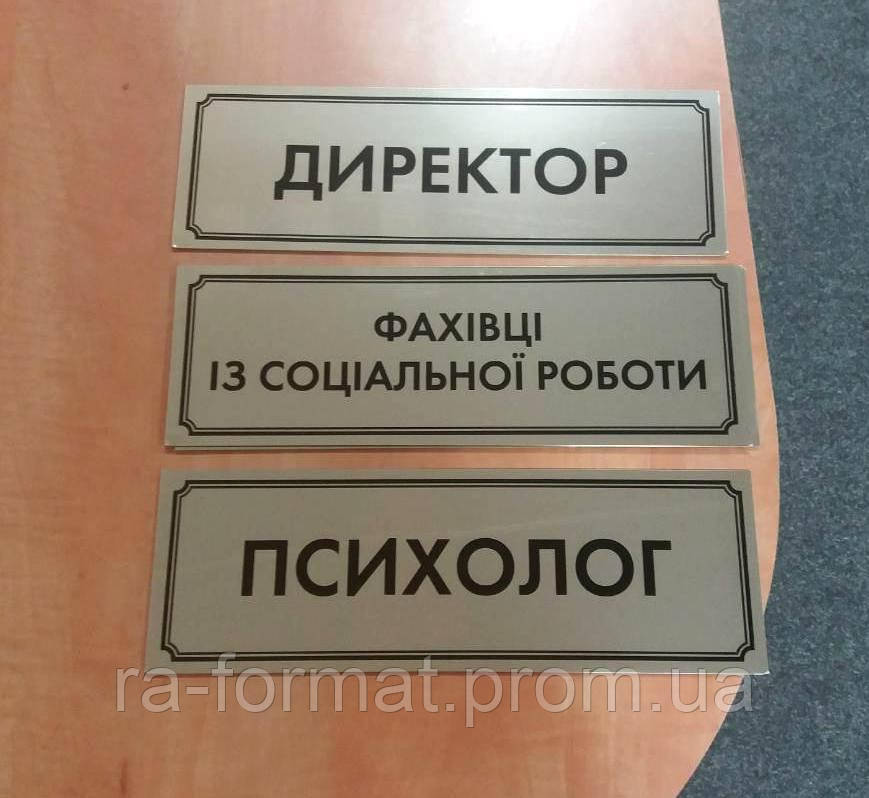 ДИРЕКТОР
ФАХІВЦІ
ІЗ СОЦІАЛЬНОЇ РОБОТИ
ПСИХОЛОГ
ra-format.prom.ua